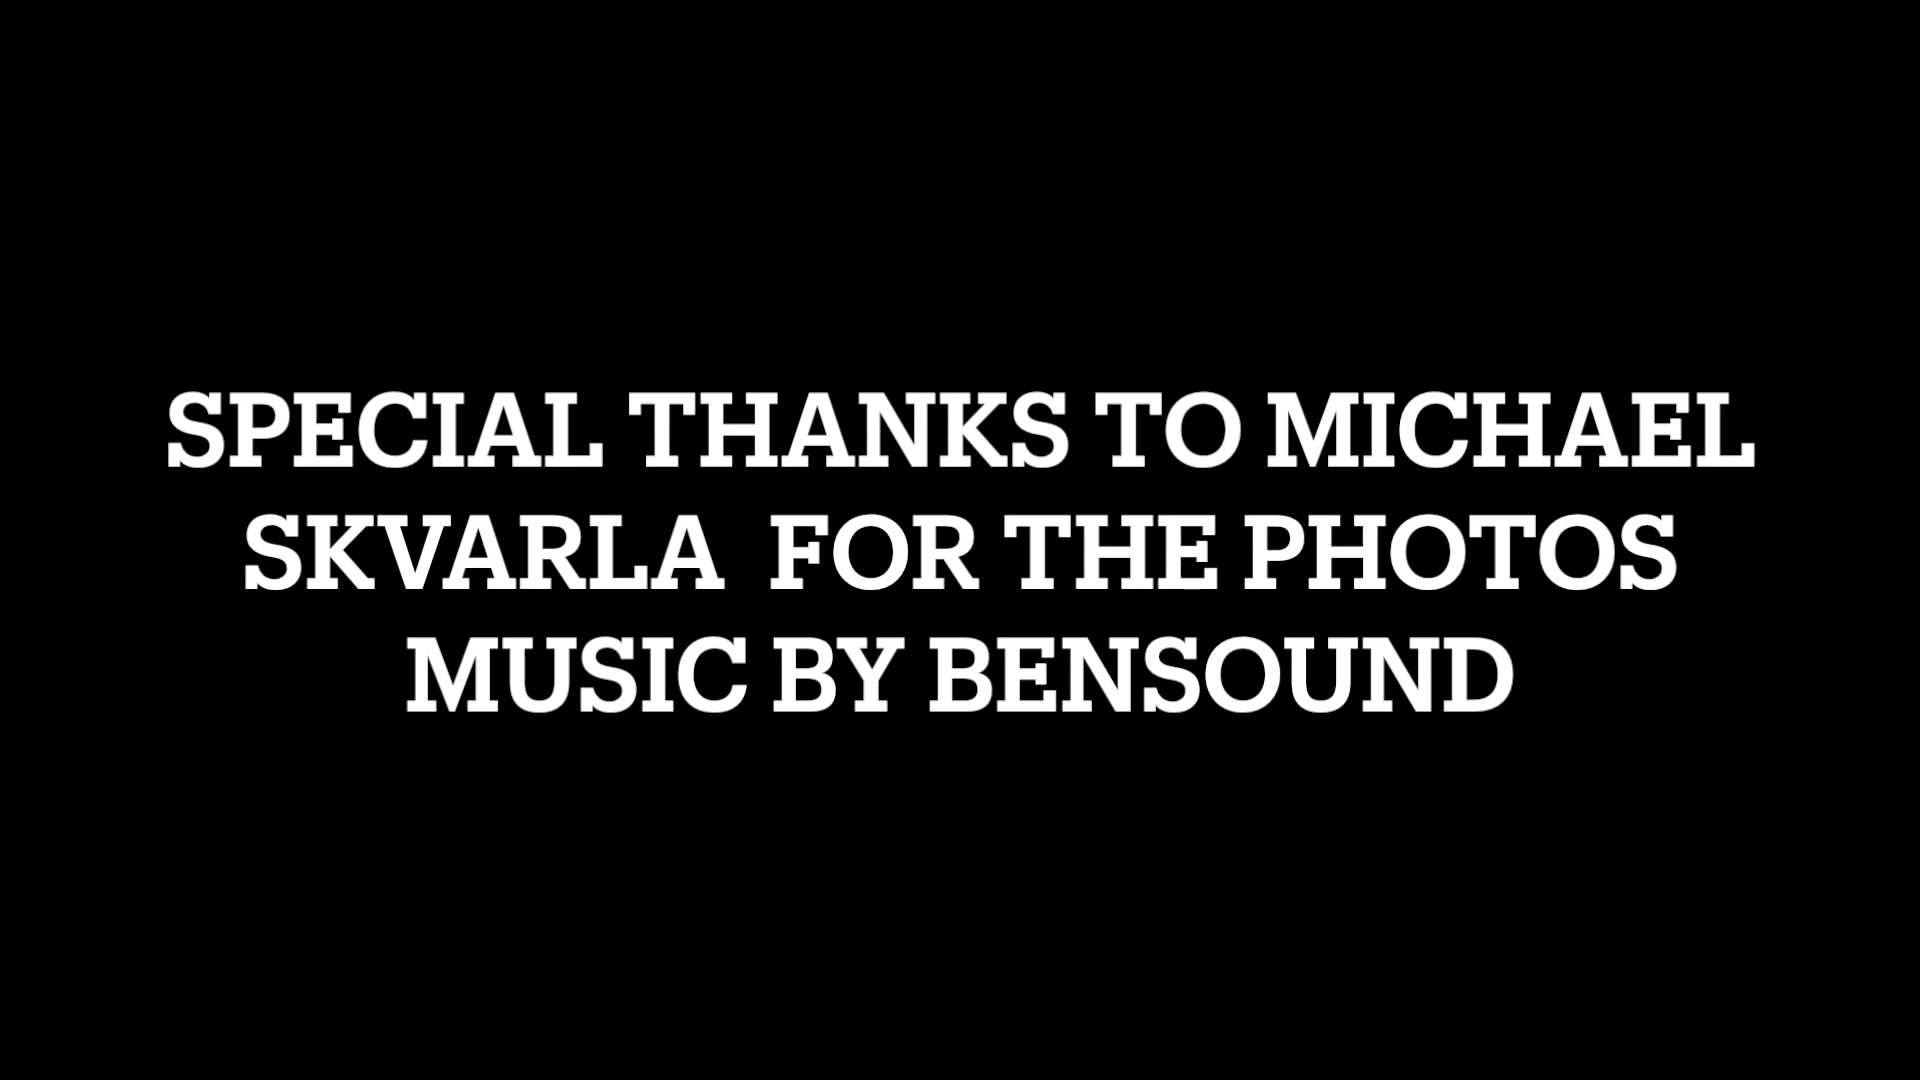 SPECIAL THANKS TO MICHAEL
SKVARLA  FOR THE PHOTOS
MUSIC BY BENSOUND